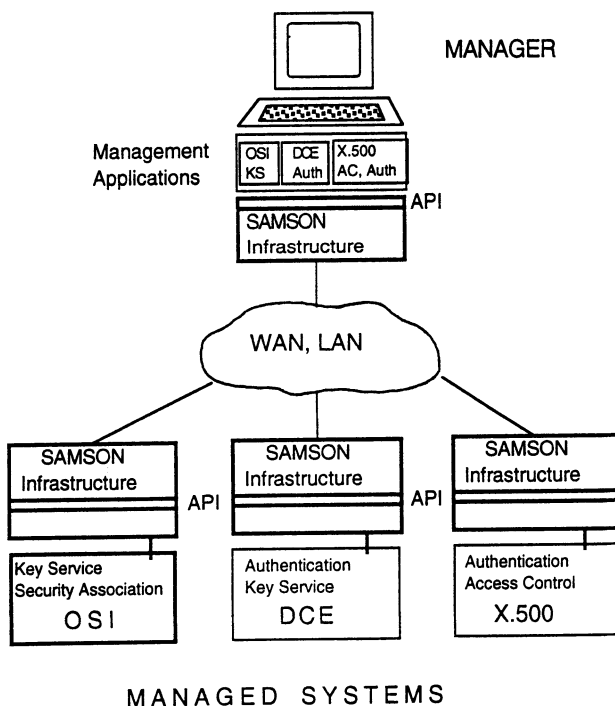 MANAGER
Management
Applications
OSI
KS
DCE
Auth
X.500
AC, Auth
API
SAMSON
Infrastructure
WAN, LAN
SAMSON
Infrastructure
API
SAMSON
Infrastructure
API
SAMSON
Infrastructure
Key Service
Security Association
OSI
Authentication
Key Service
DCE
Authentication
Access Control
X.500
MANAGED SYSTEMS